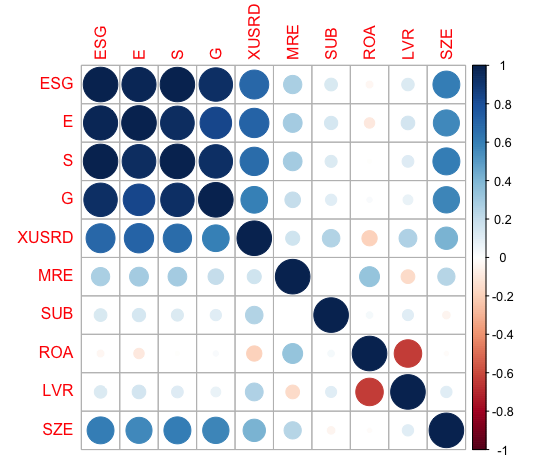 ESG E S G XUSRD MRE SUB ROA LVR SZE
ESG
E
S
G
XUSRD
MRE
SUB
ROA
LVR
SZE
1
0.8
0.6
0.4
0.2
0
-0.2
-0.4
-0.6
-0.8
-1